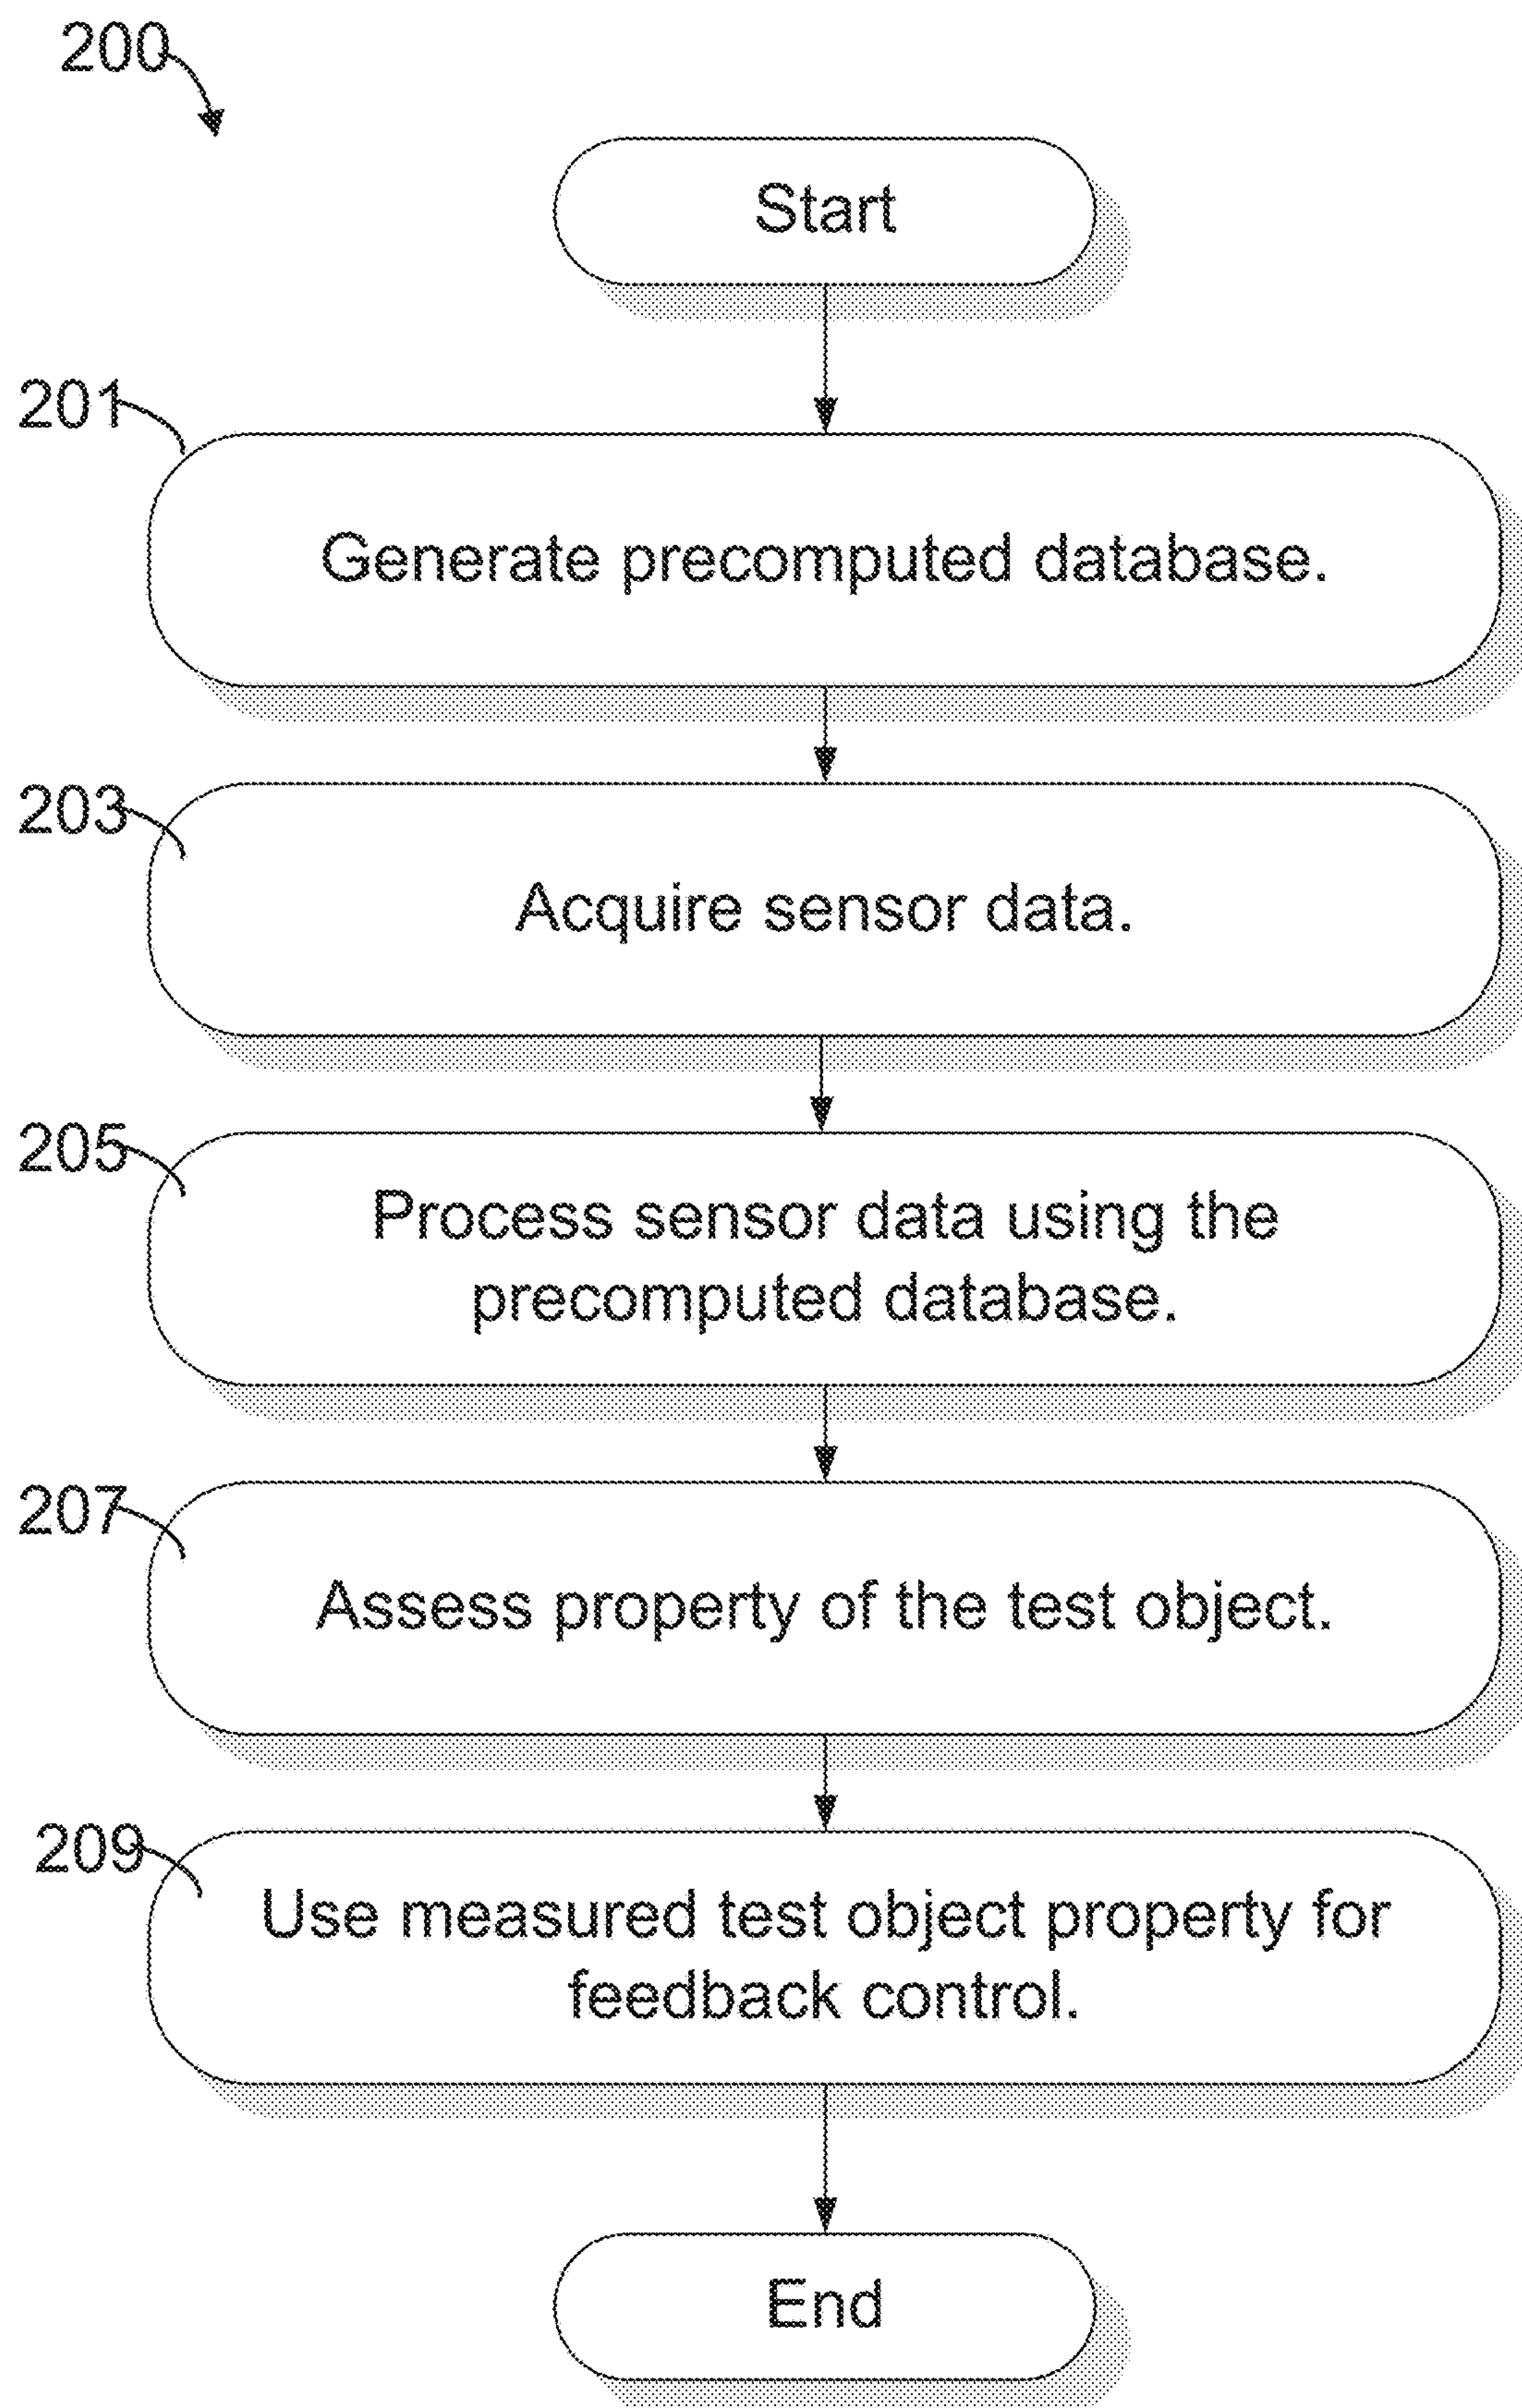 200
Start
201
Generate precomputed database.
203
Acquire sensor data.
205
Process sensor data using the
precomputed database.
207
Assess property of the test object.
209
Use measured test object property for
feedback control.
End